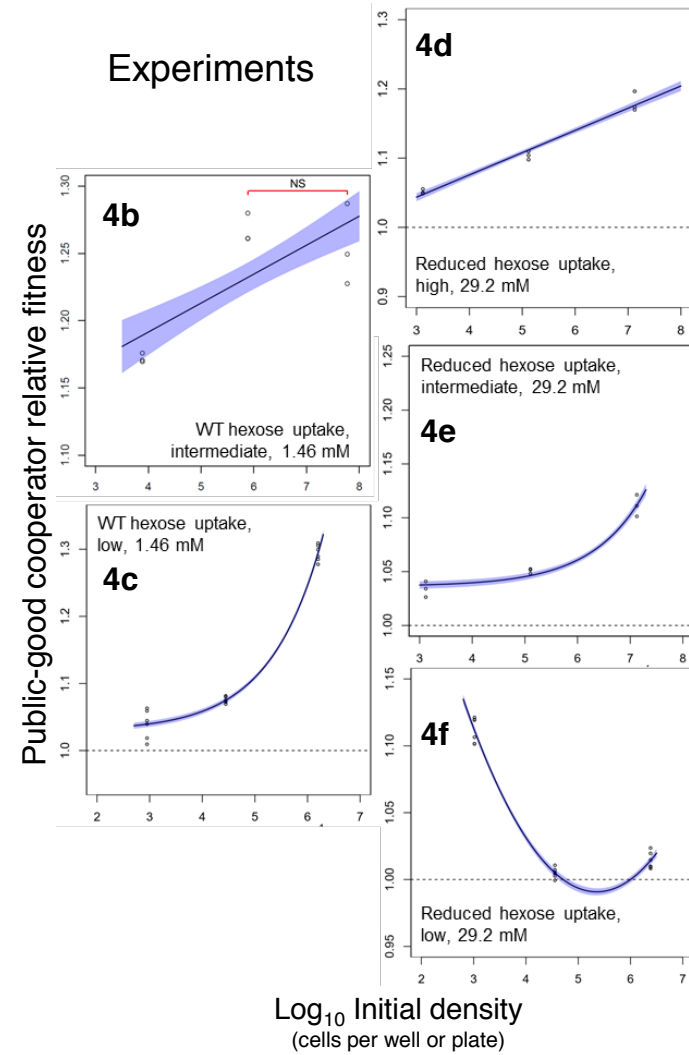 Experiments
Public-good cooperator relative fitness
4b
NS
1.30
1.25
1.20
1.15
1.10
WT hexose uptake,
intermediate, 1.46 mM
3 4 5 6 7 8
WT hexose uptake,
low, 1.46 mM
4c
1.3
1.2
1.1
1.0
2 3 4 5 6 7
4d
1.3
1.2
1.1
1.0
0.9
Reduced hexose uptake,
high, 29.2 mM
3 4 5 6 7 8
Reduced hexose uptake,
intermediate, 29.2 mM
4e
1.25
1.20
1.15
1.10
1.05
1.00
3 4 5 6 7 8
4f
1.15
1.10
1.05
1.00
0.95
Reduced hexose uptake,
low, 29.2 mM
2 3 4 5 6 7
Log10 Initial density
(cells per well or plate)